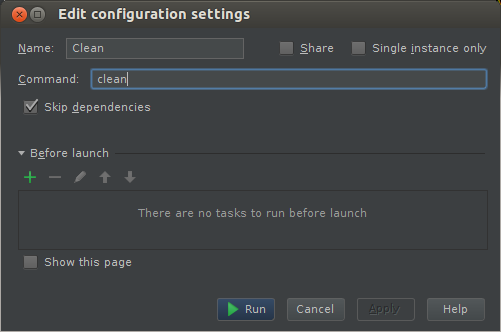 Edit configuration settings
Name: Clean Share Single instance only
Command: clean
Skip dependencies
Before launch
There are no tasks to run before launch
Show this page
Run Cancel Apply Help